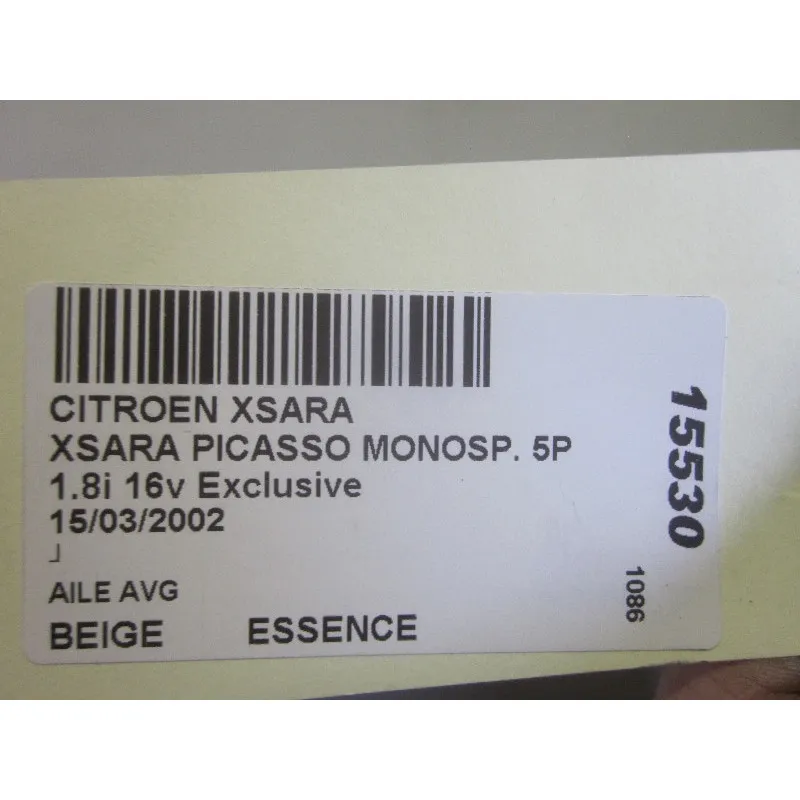 CITROEN XSARA
XSARA PICASSO MONOSP. 5P
1.8i 16v Exclusive
15/03/2002
┘
AILE AVG
BEIGE ESSENCE
15530
1086